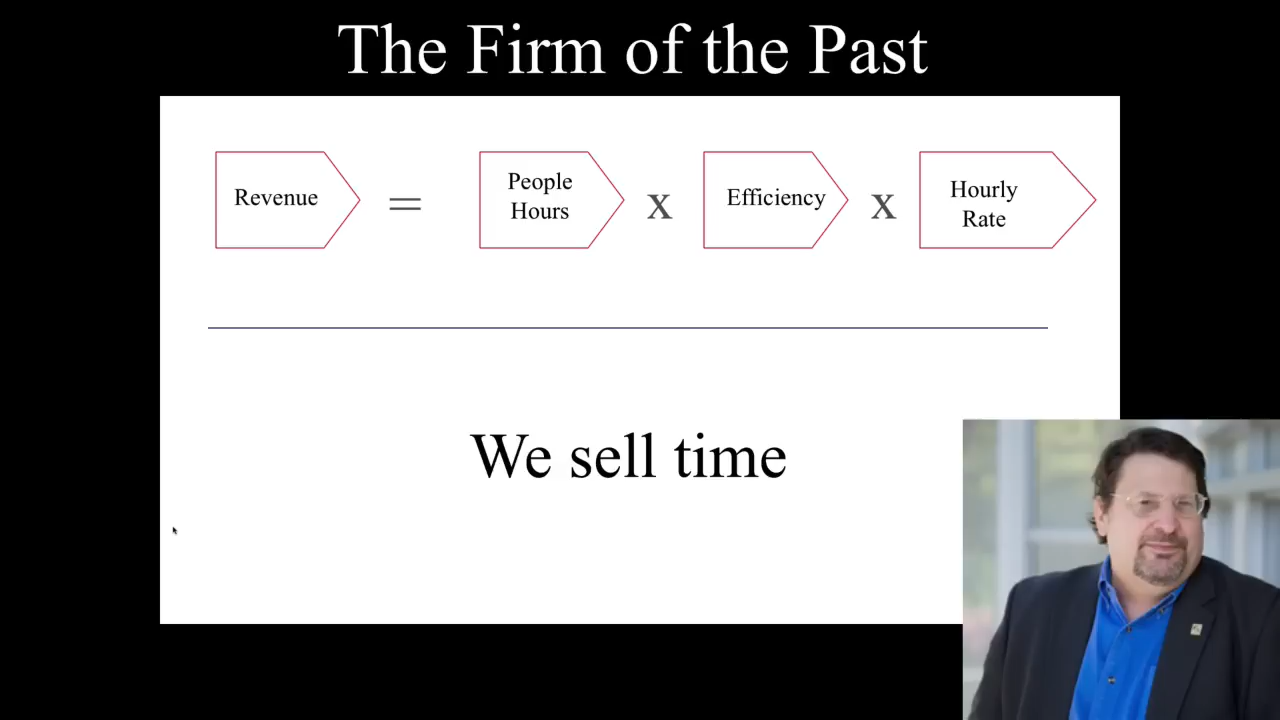 The Firm of the Past
Revenue
=
People
Hours
x
Efficiency
x
Hourly
Rate
We sell time